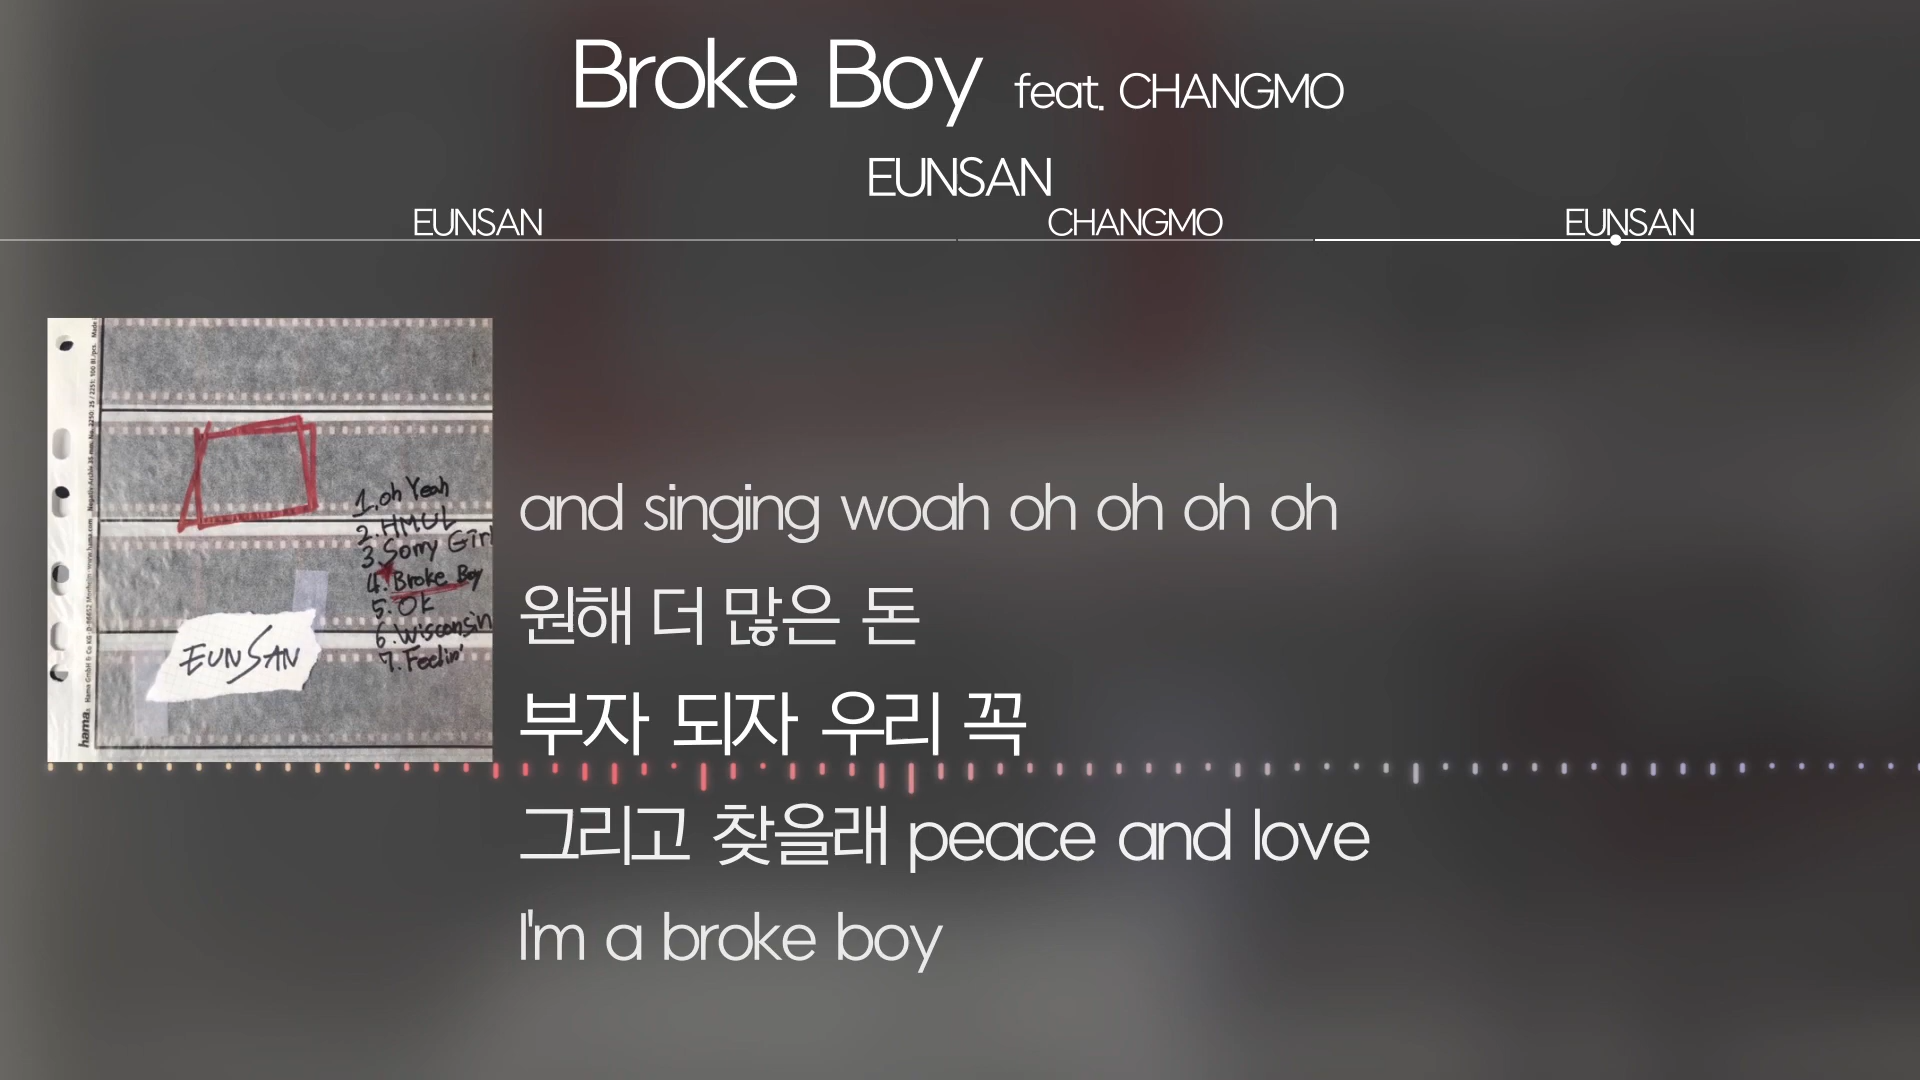 Broke Boy feat. CHANGMO
EUNSAN
EUNSAN CHANGMO EUNSAN
1. oh Yeah
2. HMUL
3. Sorry Girl
4. Broke Boy
5. Ok
6. Wisconsin
7. Feelin'
EUNSAN
hama
and singing woah oh oh oh oh
원해 더 많은 돈
부자 되자 우리 꼭
그리고 찾을래 peace and love
I'm a broke boy